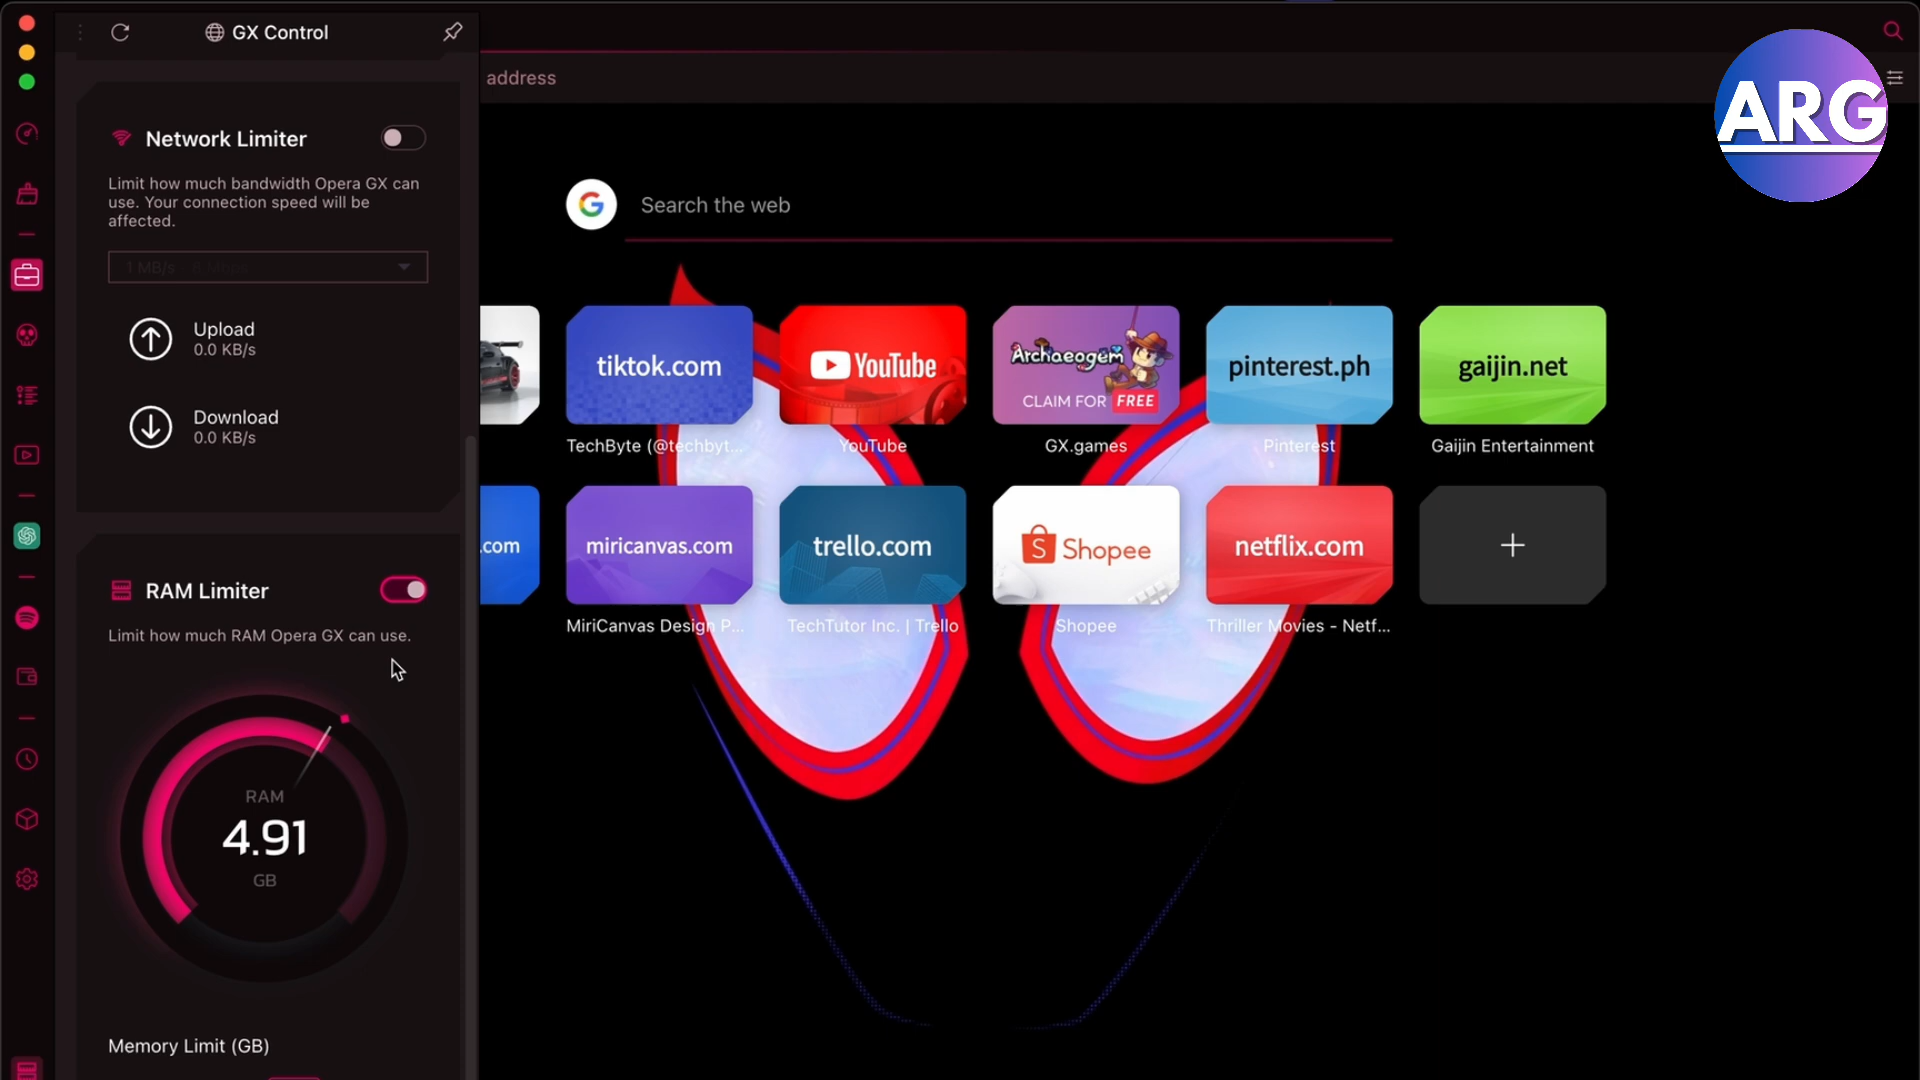 GX Control
address
ARG
Network Limiter
Limit how much bandwidth Opera GX can
use. Your connection speed will be
affected.
1 MB/s
Upload
0.0 KB/s
Download
0.0 KB/s
RAM Limiter
Limit how much RAM Opera GX can use.
RAM
4.91
GB
Memory Limit (GB)
Search the web
tiktok.com
YouTube
Archaeogem
CLAIM FOR FREE
pinterest.ph
gaijin.net
TechByte (@techbyt...
YouTube
GX.games
Pinterest
Gaijin Entertainment
.com
miricanvas.com
trello.com
Shopee
netflix.com
MiriCanvas Design P...
TechTutor Inc. | Trello
Shopee
Thriller Movies - Netf...